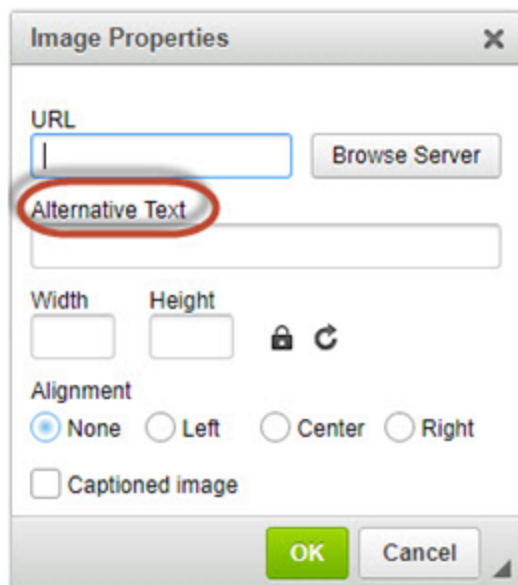 Image Properties
URL
Browse Server
Alternative Text
Width Height
Alignment
None Left Center Right
Captioned image
OK Cancel